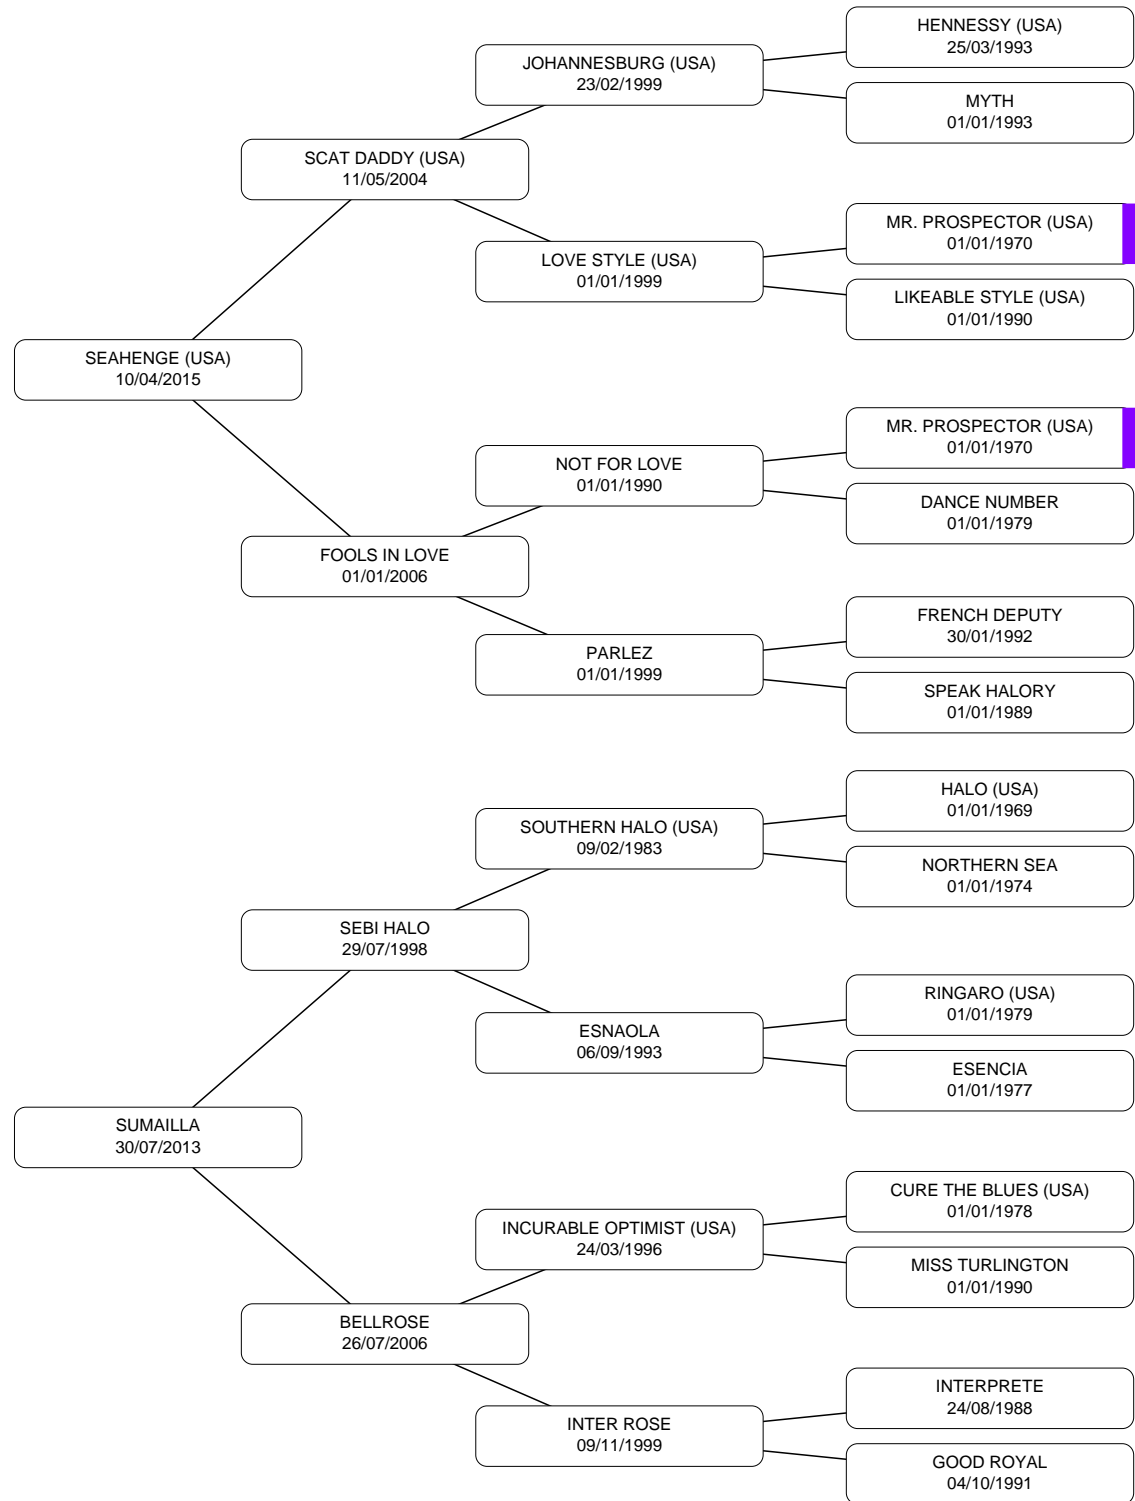 HENNESSY (USA)
25/03/1993
JOHANNESBURG (USA)
23/02/1999
MYTH
01/01/1993
SCAT DADDY (USA)
11/05/2004
MR. PROSPECTOR (USA)
01/01/1970
LOVE STYLE (USA)
01/01/1999
LIKEABLE STYLE (USA)
01/01/1990
SEAHENGE (USA)
10/04/2015
MR. PROSPECTOR (USA)
01/01/1970
NOT FOR LOVE
01/01/1990
DANCE NUMBER
01/01/1979
FOOLS IN LOVE
01/01/2006
FRENCH DEPUTY
30/01/1992
PARLEZ
01/01/1999
SPEAK HALORY
01/01/1989
HALO (USA)
01/01/1969
SOUTHERN HALO (USA)
09/02/1983
NORTHERN SEA
01/01/1974
SEBI HALO
29/07/1998
RINGARO (USA)
01/01/1979
ESNAOLA
06/09/1993
ESENCIA
01/01/1977
SUMAILLA
30/07/2013
CURE THE BLUES (USA)
01/01/1978
INCURABLE OPTIMIST (USA)
24/03/1996
MISS TURLINGTON
01/01/1990
BELLROSE
26/07/2006
INTERPRETE
24/08/1988
INTER ROSE
09/11/1999
GOOD ROYAL
04/10/1991